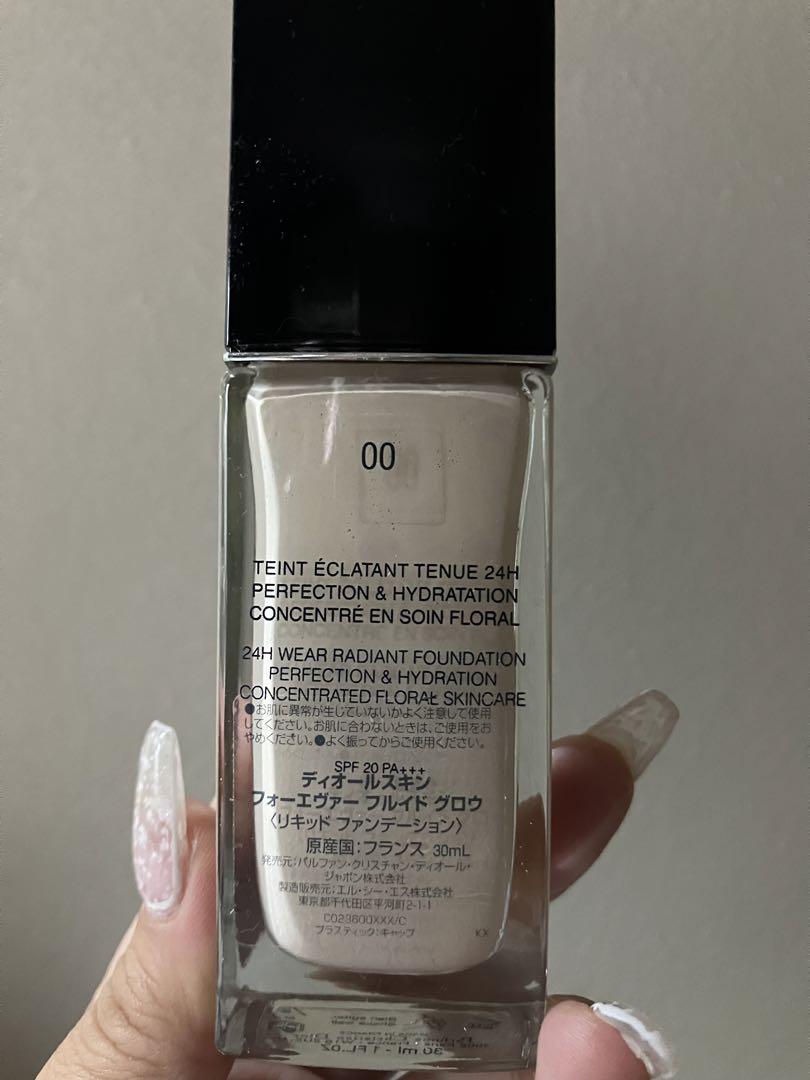 00
TEINT ÉCLATANT TENUE 24H
PERFECTION & HYDRATATION
CONCENTRÉ EN SOIN FLORAL
24H WEAR RADIANT FOUNDATION
PERFECTION & HYDRATION
CONCENTRATED FLORAL SKINCARE
●お肌に異常が生じていないかよく注意して使用
してください。お肌に合わないときは、ご使用をお
やめください。●よく振ってからご使用ください。
SPF 20 PA+++
ディオールスキン
フォーエヴァー フルイド グロウ
〈リキッド ファンデーション〉
原産国:フランス 30mL
発売元:パルファン・クリスチャン・ディオール・
ジャポン株式会社
製造販売元:エル・シー・エス株式会社
東京都千代田区平河町2-1-1
C023600XXX/C
プラスティック:キャップ KX
30 ml - 1 FL.OZ